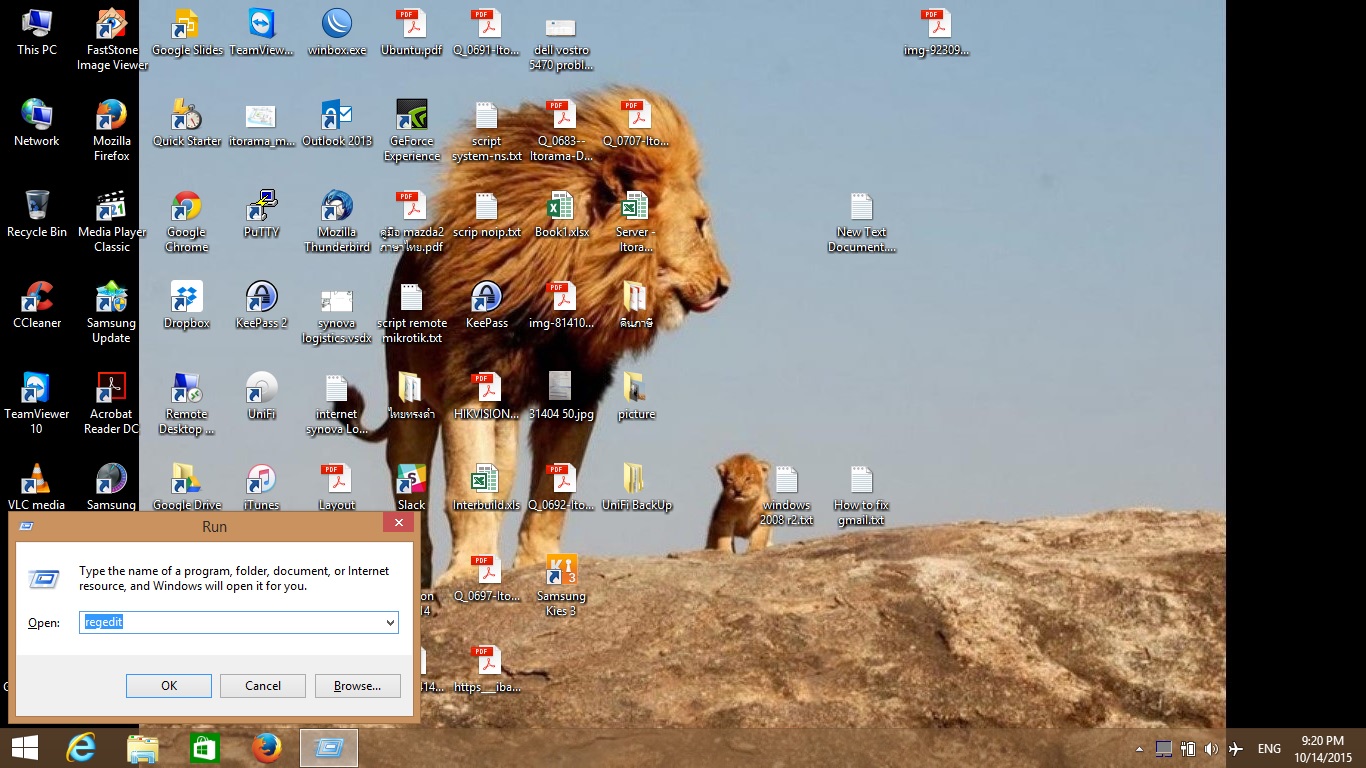 This PC
FastStone
Image Viewer
Google Slides
TeamView...
winbox.exe
Ubuntu.pdf
Q_0691-Ito...
dell vostro
5470 probl...
img-92309...
Network
Mozilla
Firefox
Quick Starter
itorama_m...
Outlook 2013
GeForce
Experience
script
system-ns.txt
Q_0683--
Itorama-D...
Q_0707-Ito...
Recycle Bin
Media Player
Classic
Google
Chrome
PuTTY
Mozilla
Thunderbird
คู่มือ mazda2
ภาษาไทย.pdf
scrip noip.txt
Book1.xlsx
Server -
Itora...
New Text
Document....
CCleaner
Samsung
Update
Dropbox
KeePass 2
synova
logistics.vsdx
script remote
mikrotik.txt
KeePass
img-81410...
คืนภาษี
TeamViewer
10
Acrobat
Reader DC
Remote
Desktop ...
UniFi
internet
synova Lo...
ไทยทรงดำ
HIKVISION...
31404 50.jpg
picture
VLC media
Samsung
Google Drive
iTunes
Layout
Slack
Interbuild.xls
Q_0692-Ito...
UniFi BackUp
windows
2008 r2.txt
How to fix
gmail.txt
Run
Type the name of a program, folder, document, or Internet
resource, and Windows will open it for you.
Open:
regedit
OK
Cancel
Browse...
on
14
Q_0697-Ito...
Samsung
Kies 3
414...
https___iba...
ENG
9:20 PM
10/14/2015